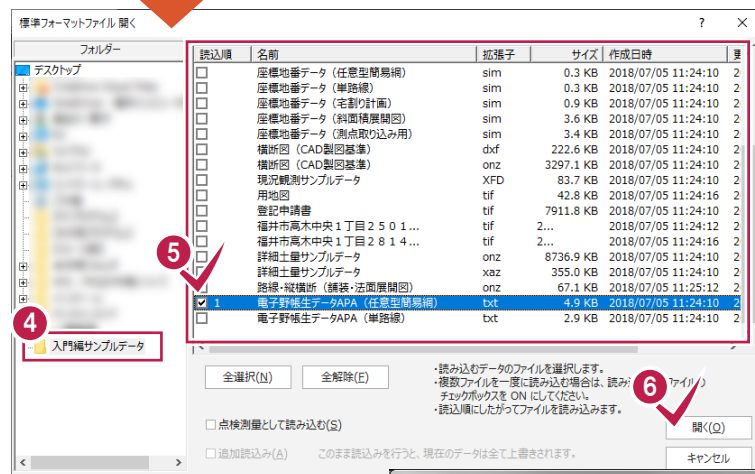 標準フォーマットファイル 開く
フォルダー
デスクトップ
入門編サンプルデータ
読込順 名前 拡張子 サイズ 作成日時 更
座標地番データ（任意型簡易網） sim 0.3 KB 2018/07/05 11:24:10 2
座標地番データ（単路線） sim 0.3 KB 2018/07/05 11:24:10 2
座標地番データ（宅割り計画） sim 0.9 KB 2018/07/05 11:24:10 2
座標地番データ（斜面積展開図） sim 3.6 KB 2018/07/05 11:24:10 2
座標地番データ（測点取り込み用） sim 3.4 KB 2018/07/05 11:24:10 2
横断図（CAD製図基準） dxf 222.6 KB 2018/07/05 11:24:10 2
横断図（CAD製図基準） onz 3297.1 KB 2018/07/05 11:24:10 2
現況観測サンプルデータ XFD 83.7 KB 2018/07/05 11:24:10 2
用地図 tif 42.8 KB 2018/07/05 11:24:16 2
登記申請書 tif 7911.8 KB 2018/07/05 11:24:10 2
福井市高木中央１丁目２５０１... tif 2... 2018/07/05 11:24:12 2
福井市高木中央１丁目２８１４... tif 2... 2018/07/05 11:24:16 2
詳細土量サンプルデータ onz 8736.9 KB 2018/07/05 11:24:10 2
詳細土量サンプルデータ xaz 355.0 KB 2018/07/05 11:24:10 2
路線・縦横断（舗装・法面展開図） onz 67.1 KB 2018/07/05 11:25:12 2
1 電子野帳生データAPA（任意型簡易網） txt 4.9 KB 2018/07/05 11:24:10 2
電子野帳生データAPA（単路線） txt 2.9 KB 2018/07/05 11:24:10 2
4
5
6
全選択(N) 全解除(F)
・読み込むデータのファイルを選択します。
・複数ファイルを一度に読み込む場合は、読み ファイルの
チェックボックスを ON にしてください。
・読込順にしたがってファイルを読み込みます。
点検測量として読み込む(S)
開く(O)
追加読込み(A) このまま読込みを行うと、現在のデータは全て上書きされます。
キャンセル